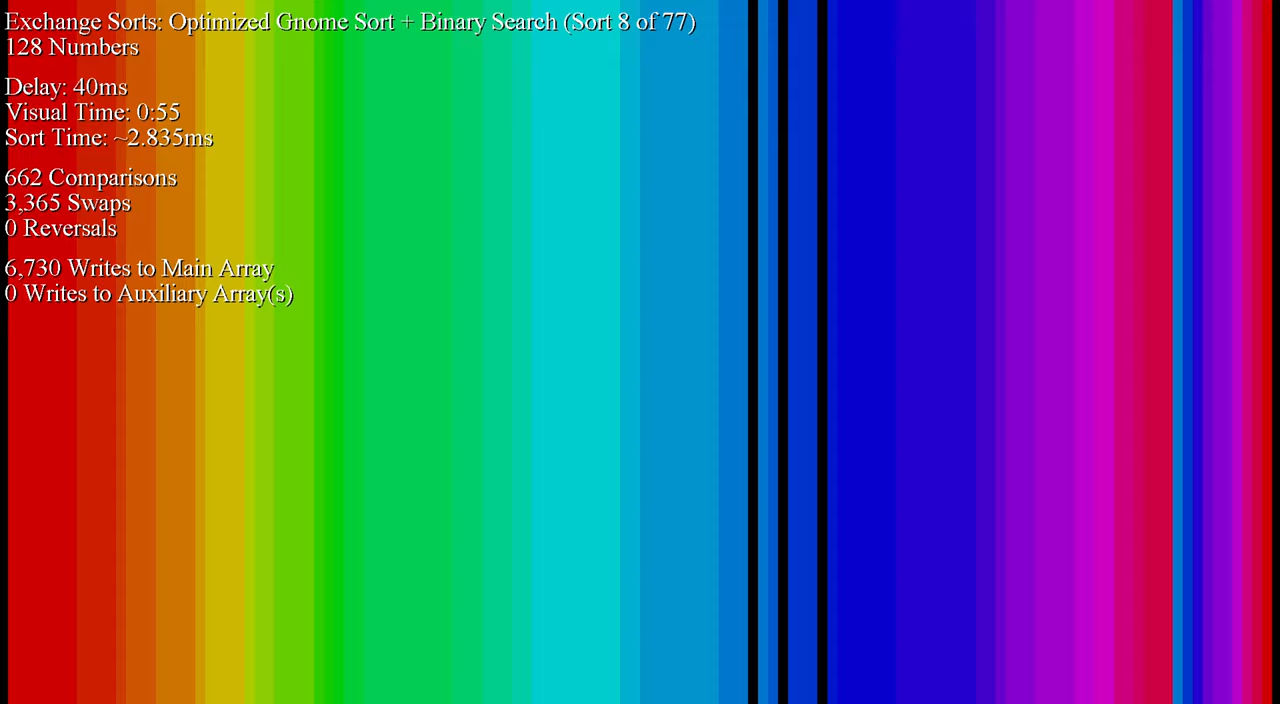 Exchange Sorts: Optimized Gnome Sort + Binary Search (Sort 8 of 77)
128 Numbers
Delay: 40ms
Visual Time: 0:55
Sort Time: ~2.835ms
662 Comparisons
3,365 Swaps
0 Reversals
6,730 Writes to Main Array
0 Writes to Auxiliary Array(s)